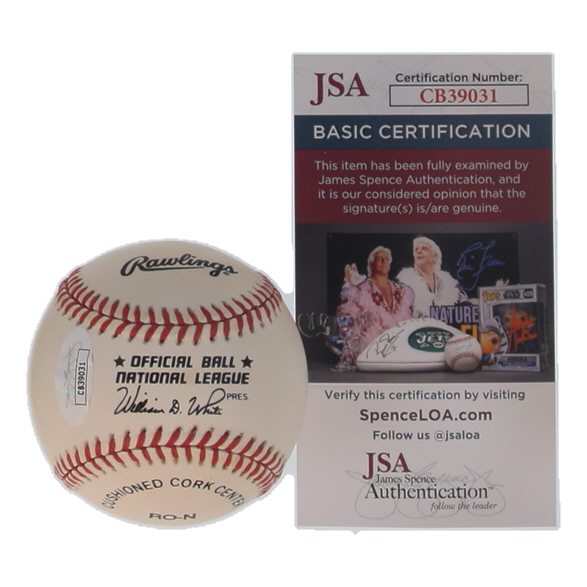 Rawlings
★ OFFICIAL BALL ★
NATIONAL LEAGUE
William D. White PRES.
CUSHIONED CORK CENTER
RO-N
CB39031
JSA
Certification Number:
CB39031
BASIC CERTIFICATION
This item has been fully examined by
James Spence Authentication, and
it is our considered opinion that the
signature(s) is/are genuine.
NATURE
JETS
Verify this certification by visiting
SpenceLOA.com
Follow us @jsaloa
JSA
James Spence
Authentication™
follow the leader